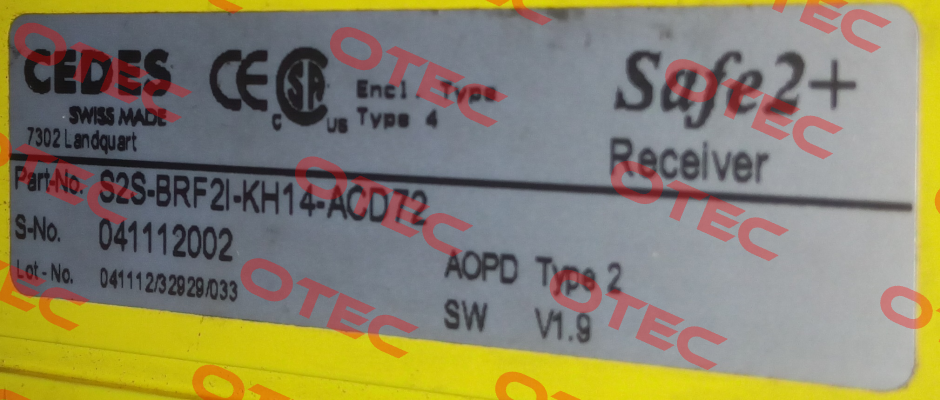 CEDES
SWISS MADE
7302 Landquart
CE
C SA US
Encl. Type
Type 4
Safe2+
Receiver
Part-No. S2S-BRF2I-KH14-ACD72
S-No. 041112002
Lot-No. 041112/32929/033
AOPD Type 2
SW V1.9
OTEC